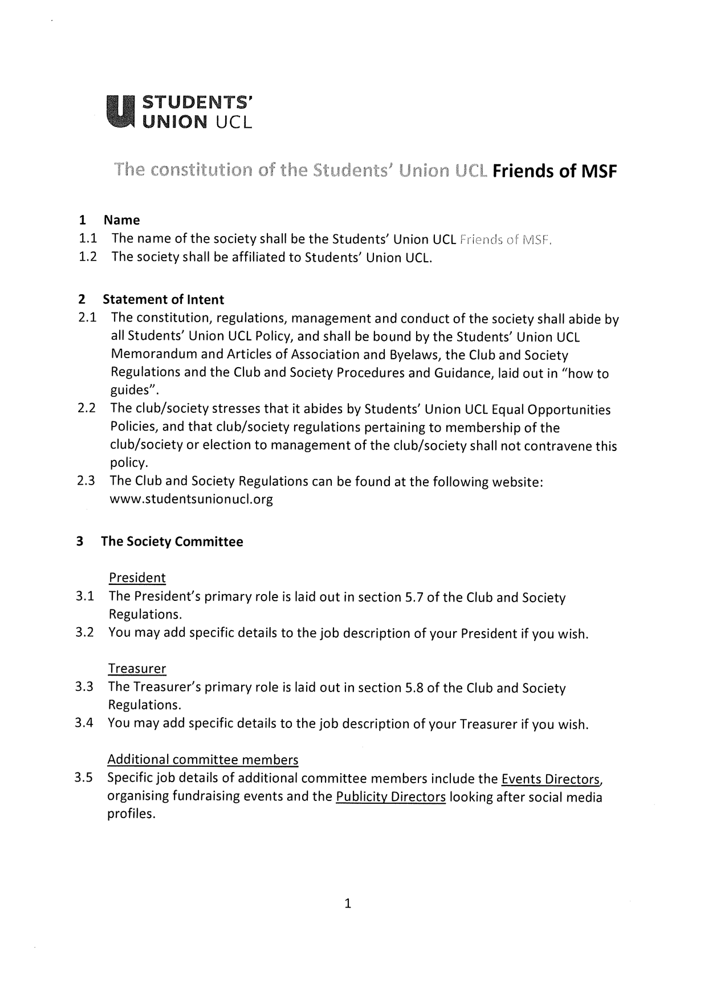 STUDENTS’
UNION UCL
The constitution of the Students’ Union UCL Friends of MSF
1 Name
1.1 The name of the society shall be the Students’ Union UCL Friends of MSF.
1.2 The society shall be affiliated to Students’ Union UCL.
2 Statement of Intent
2.1 The constitution, regulations, management and conduct of the society shall abide by
all Students’ Union UCL Policy, and shall be bound by the Students’ Union UCL
Memorandum and Articles of Association and Byelaws, the Club and Society
Regulations and the Club and Society Procedures and Guidance, laid out in “how to
guides”.
2.2 The club/society stresses that it abides by Students’ Union UCL Equal Opportunities
Policies, and that club/society regulations pertaining to membership of the
club/society or election to management of the club/society shall not contravene this
policy.
2.3 The Club and Society Regulations can be found at the following website:
www.studentsunionucl.org
3 The Society Committee
President
3.1 The President’s primary role is laid out in section 5.7 of the Club and Society
Regulations.
3.2 You may add specific details to the job description of your President if you wish.
Treasurer
3.3 The Treasurer’s primary role is laid out in section 5.8 of the Club and Society
Regulations.
3.4 You may add specific details to the job description of your Treasurer if you wish.
Additional committee members
3.5 Specific job details of additional committee members include the Events Directors,
organising fundraising events and the Publicity Directors looking after social media
profiles.
1